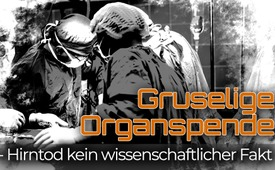 Gruselige
Organspende
- Hirntod kein wissenschaftlicher Fakt